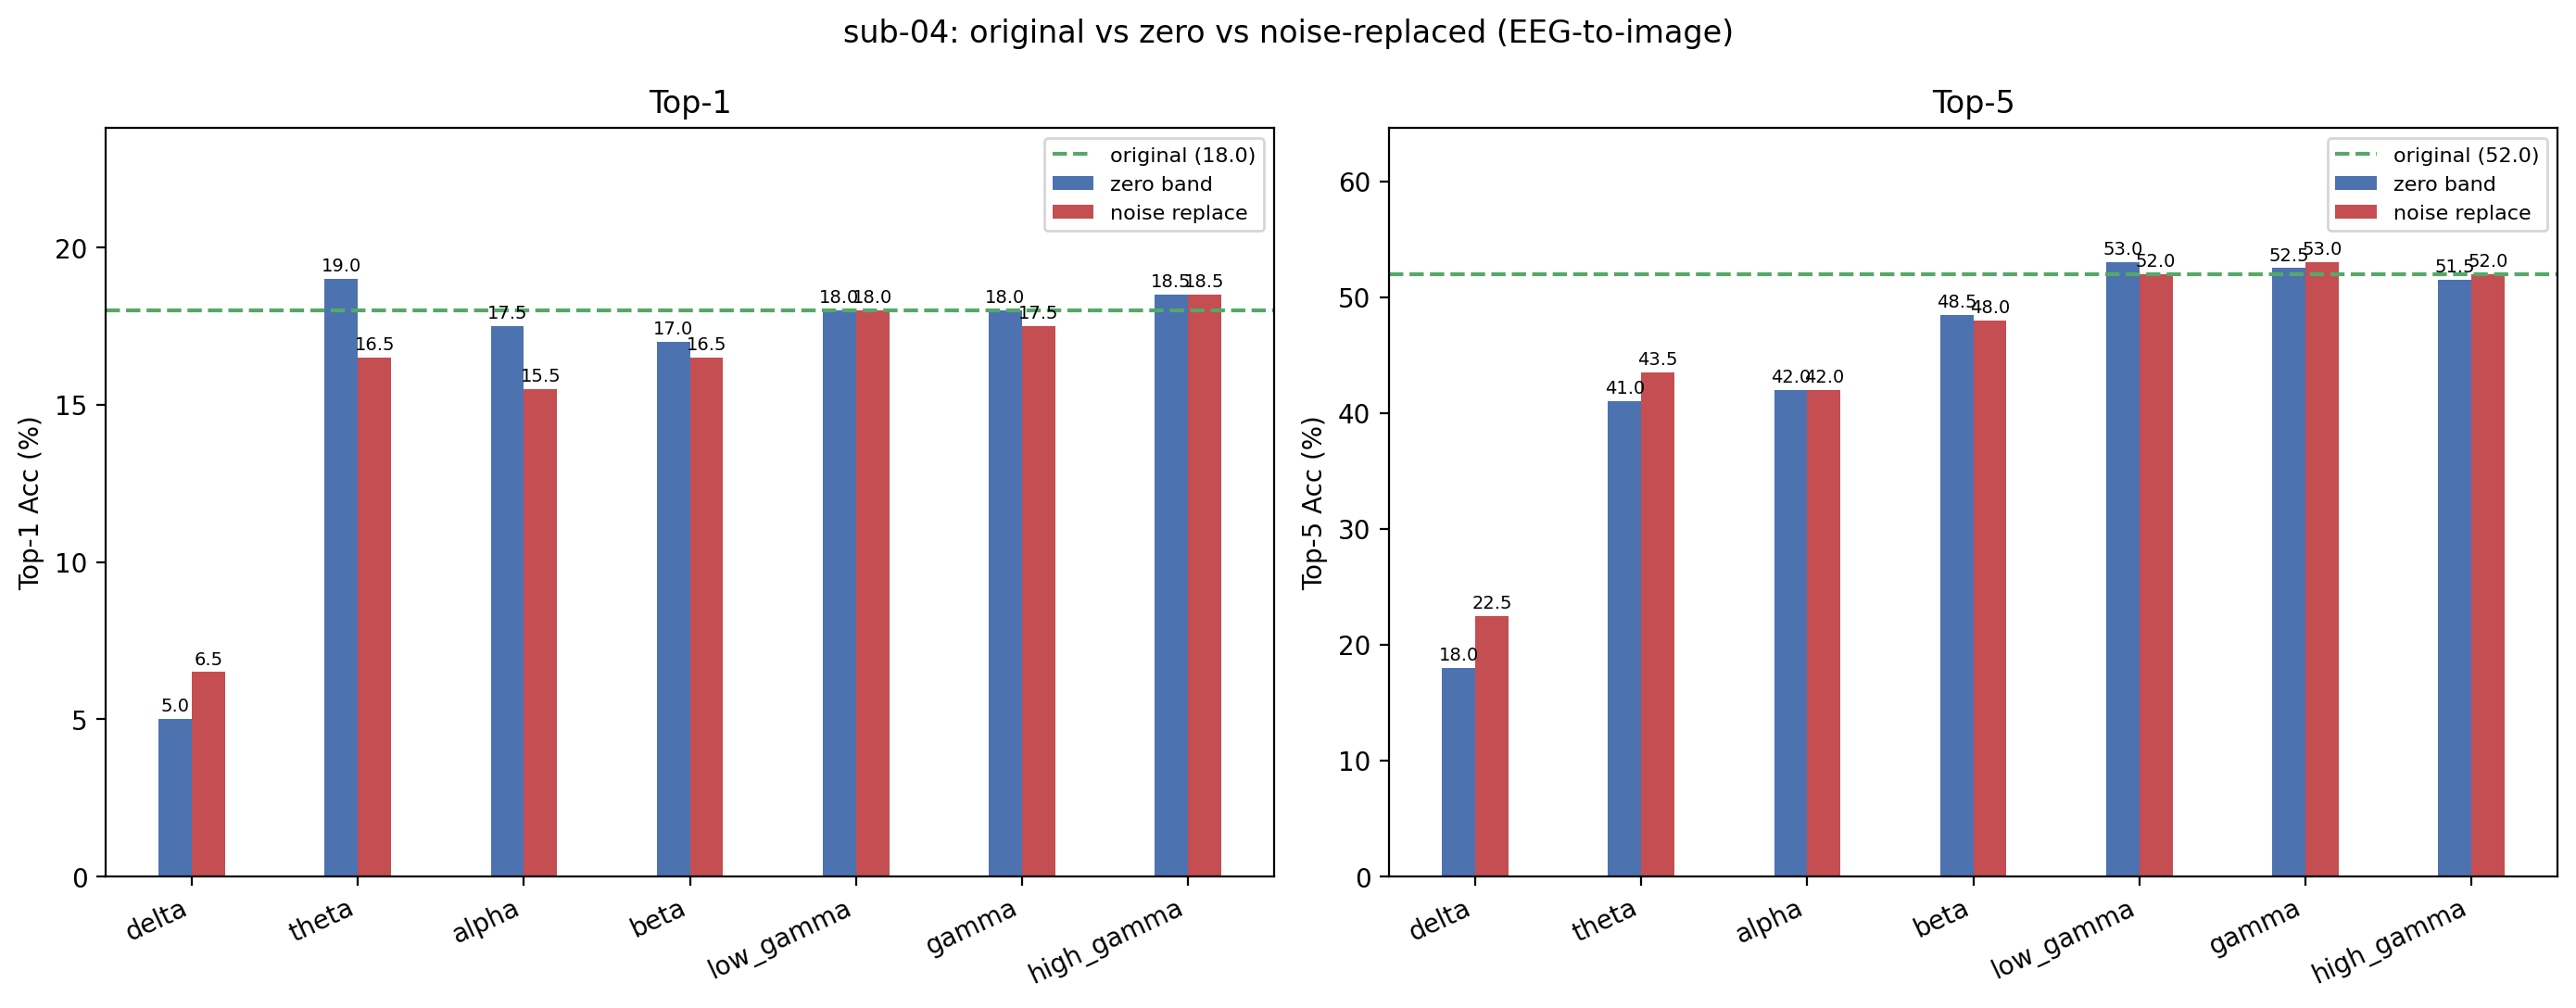 sub-04: original vs zero vs noise-replaced (EEG-to-image)
Top-1
original (18.0)
zero band
noise replace
Top-1 Acc (%)
20
15
10
5
0
5.0
6.5
19.0
16.5
17.5
15.5
17.0
16.5
18.0
18.0
18.0
17.5
18.5
18.5
delta
theta
alpha
beta
low_gamma
gamma
high_gamma
Top-5
original (52.0)
zero band
noise replace
Top-5 Acc (%)
60
50
40
30
20
10
0
18.0
22.5
41.0
43.5
42.0
42.0
48.5
48.0
53.0
52.0
52.5
53.0
51.5
52.0
delta
theta
alpha
beta
low_gamma
gamma
high_gamma